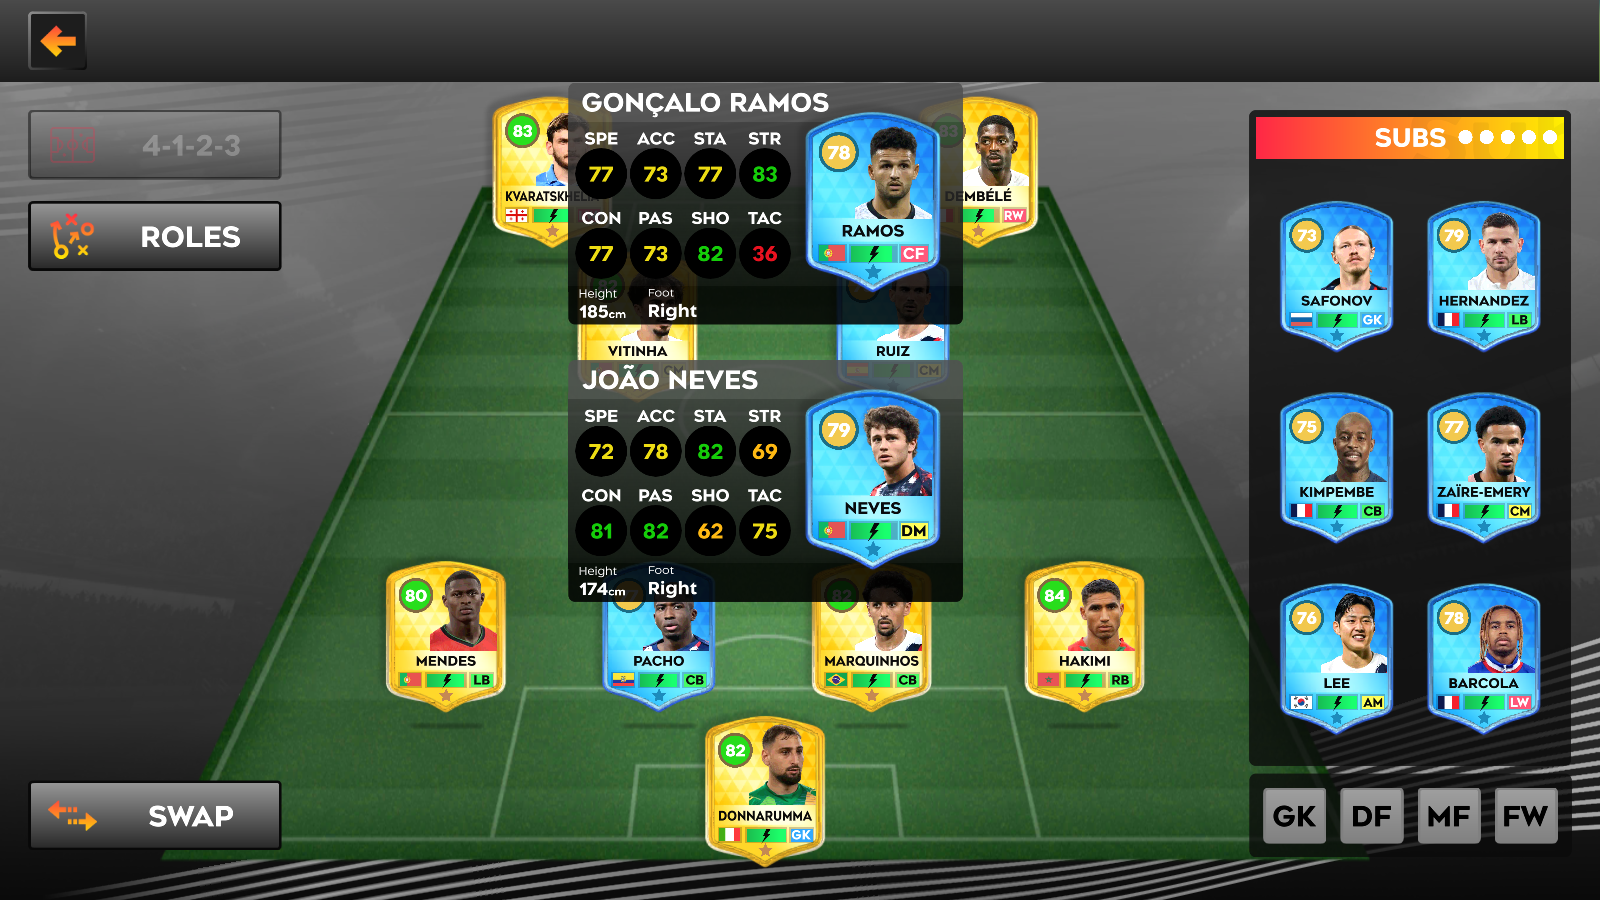 4-1-2-3
ROLES
SWAP
83
KVARATSKHELIA
GONÇALO RAMOS
SPE ACC STA STR
77 73 77 83
CON PAS SHO TAC
77 73 82 36
Height Foot
185cm Right
78
RAMOS
CF
83
DEMBÉLÉ
RW
82
VITINHA
CM
RUIZ
CM
JOÃO NEVES
SPE ACC STA STR
72 78 82 69
CON PAS SHO TAC
81 82 62 75
Height Foot
174cm Right
79
NEVES
DM
80
MENDES
LB
PACHO
CB
82
MARQUINHOS
CB
84
HAKIMI
RB
82
DONNARUMMA
GK
SUBS
73
SAFONOV
GK
79
HERNANDEZ
LB
75
KIMPEMBE
CB
77
ZAÏRE-EMERY
CM
76
LEE
AM
78
BARCOLA
LW
GK DF MF FW